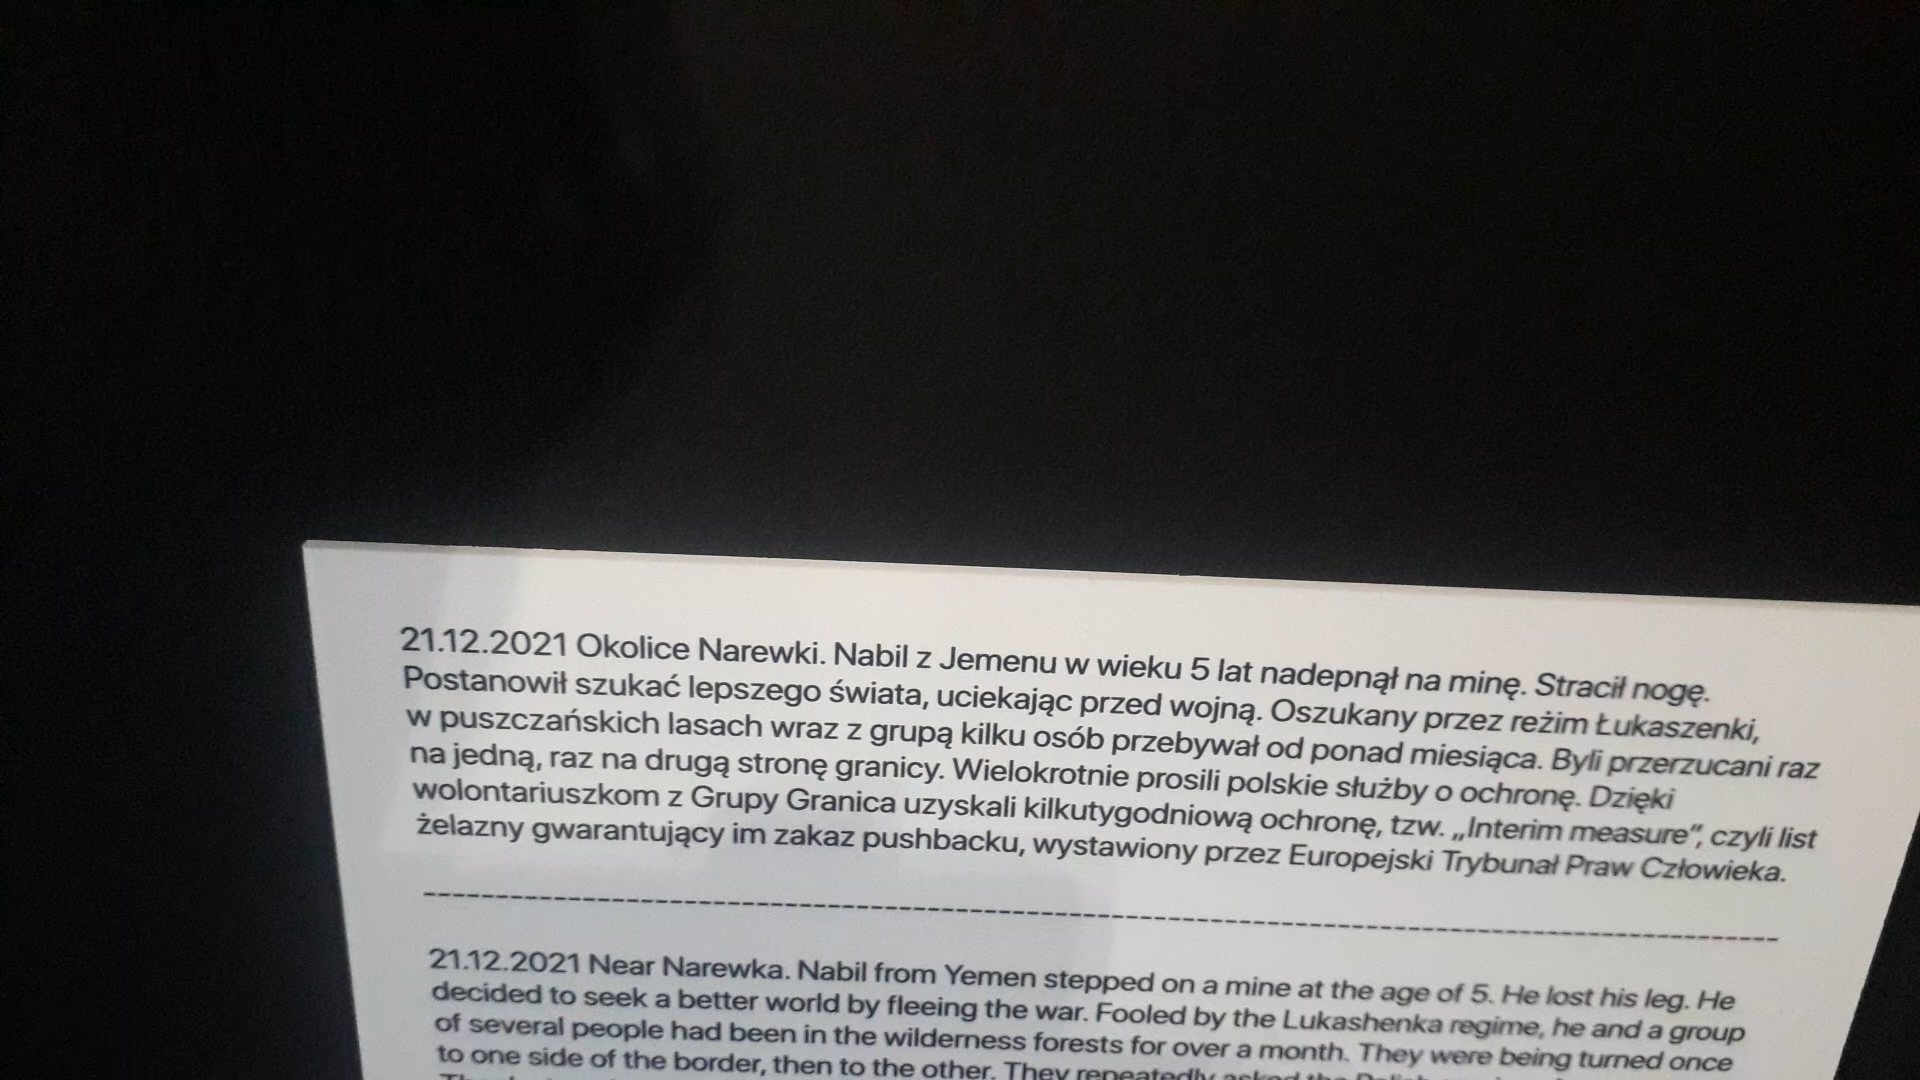 21.12.2021 Okolice Narewki. Nabil z Jemenu w wieku 5 lat nadepnął na minę. Stracił nogę.
Postanowił szukać lepszego świata, uciekając przed wojną. Oszukany przez reżim Łukaszenki,
w puszczańskich lasach wraz z grupą kilku osób przebywał od ponad miesiąca. Byli przerzucani raz
na jedną, raz na drugą stronę granicy. Wielokrotnie prosili polskie służby o ochronę. Dzięki
wolontariuszkom z Grupy Granica uzyskali kilkutygodniową ochronę, tzw. „Interim measure”, czyli list
żelazny gwarantujący im zakaz pushbacku, wystawiony przez Europejski Trybunał Praw Człowieka.
--------------------------------------------------------------------------------
21.12.2021 Near Narewka. Nabil from Yemen stepped on a mine at the age of 5. He lost his leg. He
decided to seek a better world by fleeing the war. Fooled by the Lukashenka regime, he and a group
of several people had been in the wilderness forests for over a month. They were being turned once
to one side of the border, then to the other. They repeatedly asked the